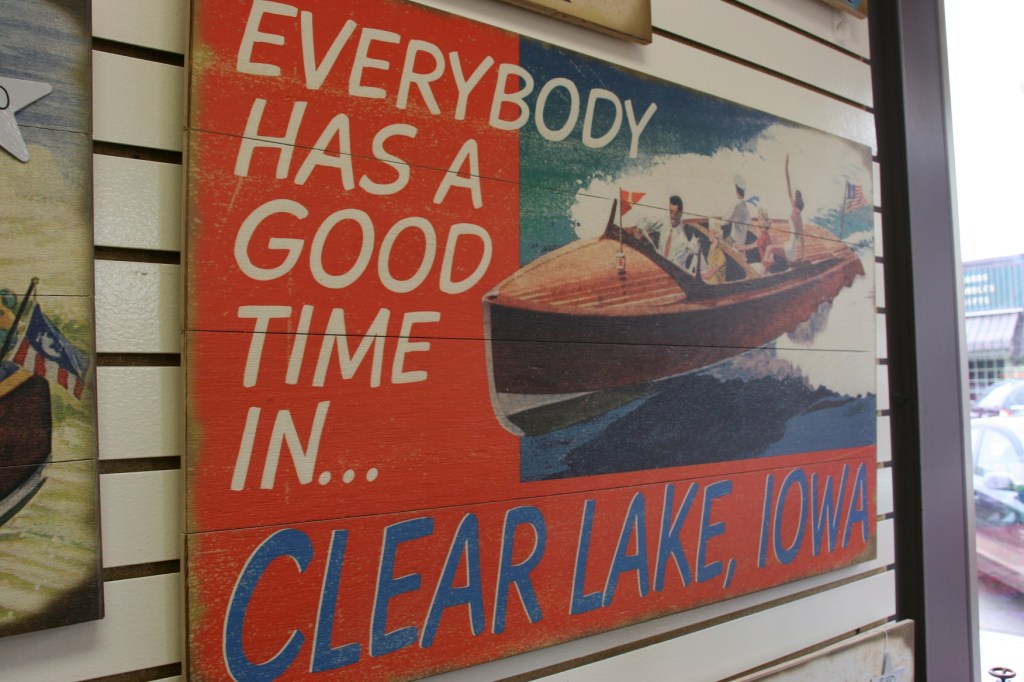 EVERYBODY
HAS A
GOOD
TIME
IN...
CLEAR LAKE, IOWA